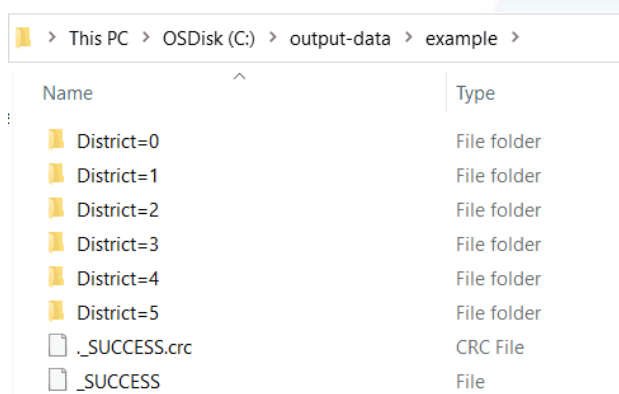 This PC > OSDisk (C:) > output-data > example >
Name Type
District=0 File folder
District=1 File folder
District=2 File folder
District=3 File folder
District=4 File folder
District=5 File folder
._SUCCESS.crc CRC File
_SUCCESS File